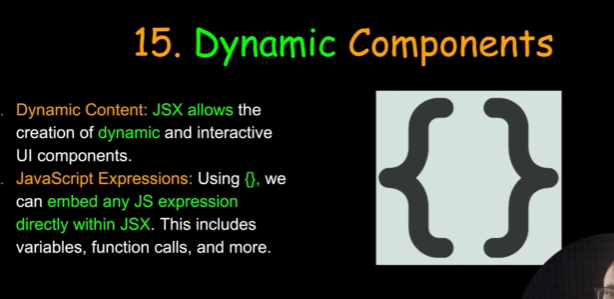 15. Dynamic Components
. Dynamic Content: JSX allows the
creation of dynamic and interactive
UI components.
. JavaScript Expressions: Using {}, we
can embed any JS expression
directly within JSX. This includes
variables, function calls, and more.
{}